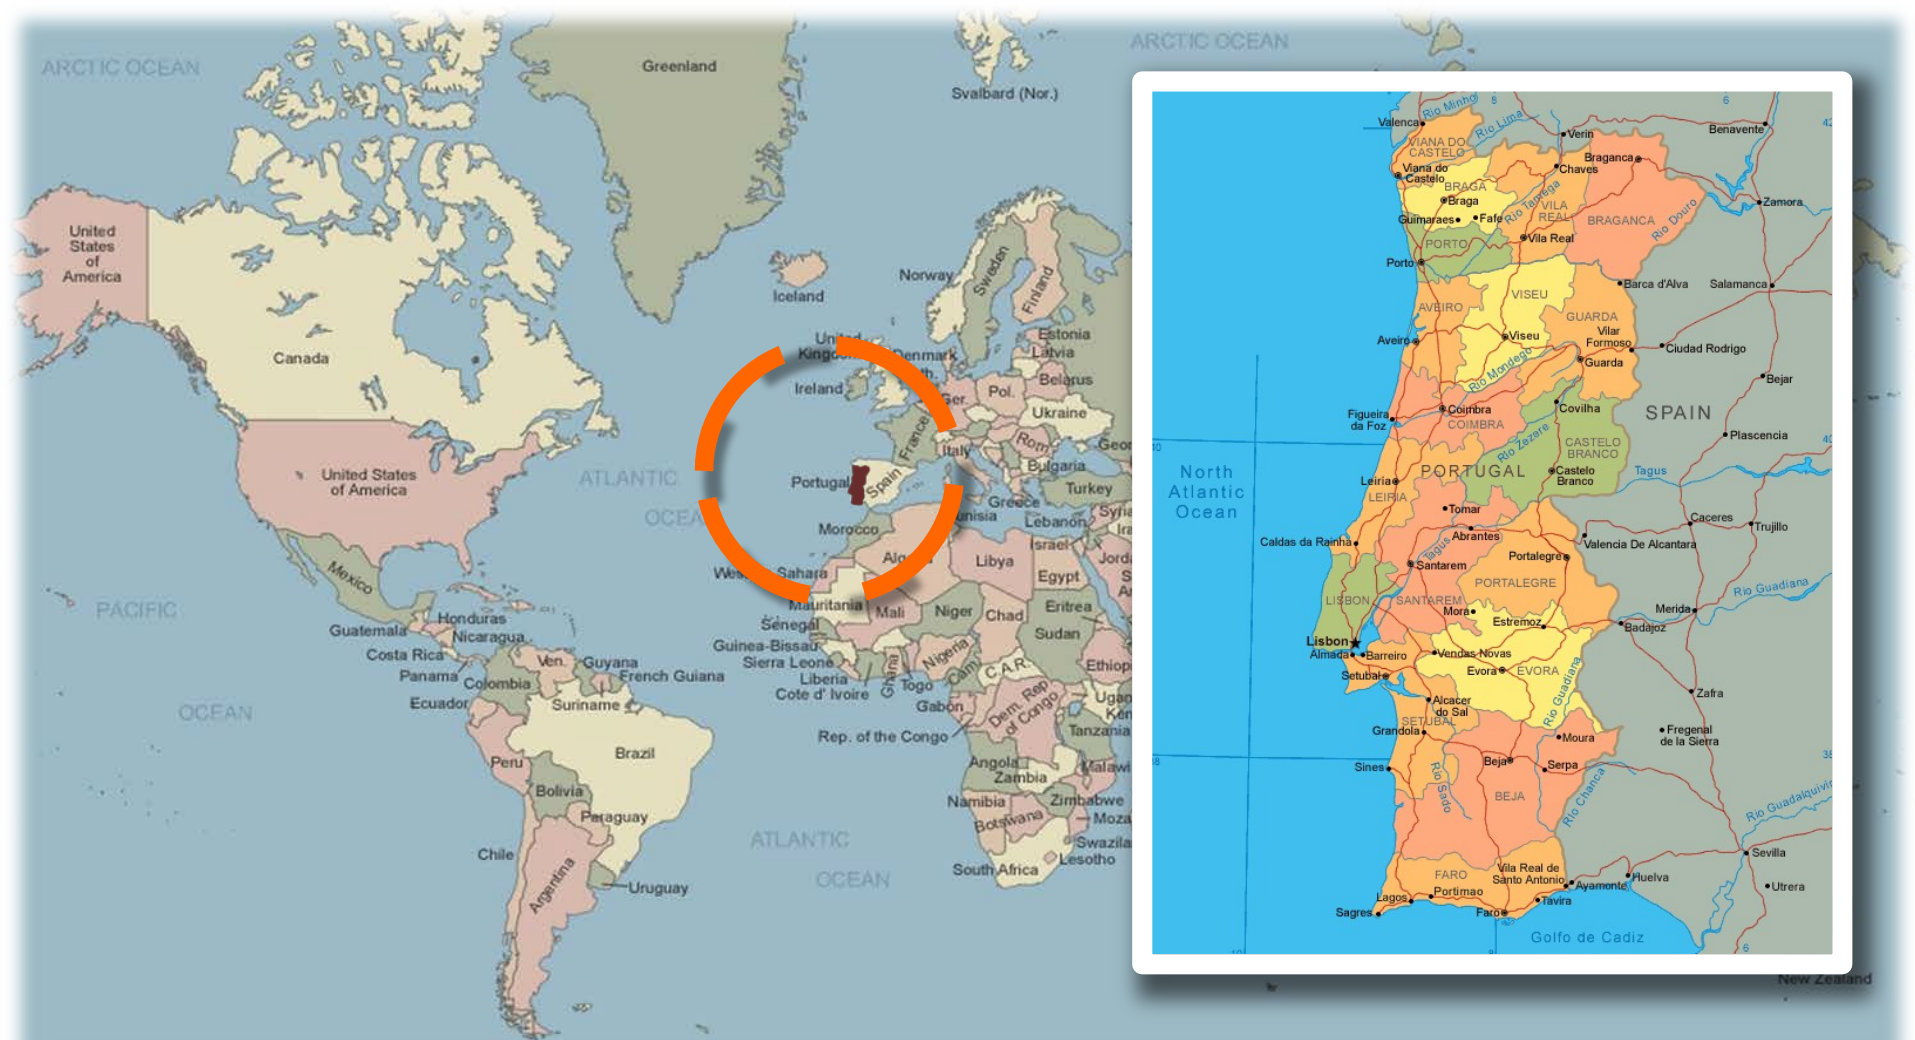 ARCTIC OCEAN
ARCTIC OCEAN
Greenland
Svalbard (Nor.)
United
States
of
America
Canada
Iceland
Norway
Sweden
Finland
Estonia
Latvia
Belarus
United
Denmark
Ireland
Ger.
Pol.
Ukraine
France
Rom.
Italy
Bulgaria
Turkey
Greece
Portugal
Spain
United States
of America
ATLANTIC
Morocco
Lebanon
Israel
Libya
Egypt
Mexico
PACIFIC
OCEAN
Honduras
Guatemala
Nicaragua
Costa Rica
Panama
Ven.
Guyana
French Guiana
Colombia
Suriname
Ecuador
Mauritania
Mali
Niger
Chad
Eritrea
Senegal
Sudan
Guinea-Bissau
Sierra Leone
Liberia
Cote d' Ivoire
Ghana
Togo
Nigeria
Cam.
C.A.R.
Gabon
Dem. Rep.
of Congo
Rep. of the Congo
Brazil
Peru
Bolivia
Paraguay
Chile
Argentina
Uruguay
ATLANTIC
OCEAN
Angola
Zambia
Namibia
Zimbabwe
Botswana
Lesotho
South Africa
New Zealand
Rio Minho
8
6
42
Valenca
Rio Lima
Verin
Benavente
VIANA DO
CASTELO
Braganca
Viana do
Castelo
Chaves
BRAGA
Braga
Rio Tamega
VILA
REAL
Zamora
Guimaraes
Fafe
BRAGANCA
Rio Douro
PORTO
Vila Real
Porto
Barca d'Alva
Salamanca
AVEIRO
VISEU
GUARDA
Aveiro
Viseu
Vilar
Formoso
Ciudad Rodrigo
Rio Mondego
Guarda
Bejar
Figueira
da Foz
Coimbra
COIMBRA
Covilha
SPAIN
Rio Zezere
CASTELO
BRANCO
Plascencia
40
North
Atlantic
Ocean
PORTUGAL
Castelo
Branco
Tagus
Leiria
LEIRIA
Tomar
Abrantes
Caceres
Trujillo
Caldas da Rainha
Tagus
Valencia De Alcantara
Portalegre
Santarem
PORTALEGRE
Rio Guadiana
LISBON
SANTAREM
Mora
Merida
Estremoz
Badajoz
Lisbon
Almada
Barreiro
Vendas Novas
Setubal
Evora
EVORA
Rio Guadiana
Zafra
Alcacer
do Sal
SETUBAL
Grandola
Moura
Fregenal
de la Sierra
Sines
Beja
Serpa
Rio Sado
BEJA
Rio Chanca
Rio Guadalquivir
Sevilla
FARO
Vila Real de
Santo Antonio
Ayamonte
Huelva
Utrera
Lagos
Portimao
Sagres
Faro
Tavira
Golfo de Cadiz
6